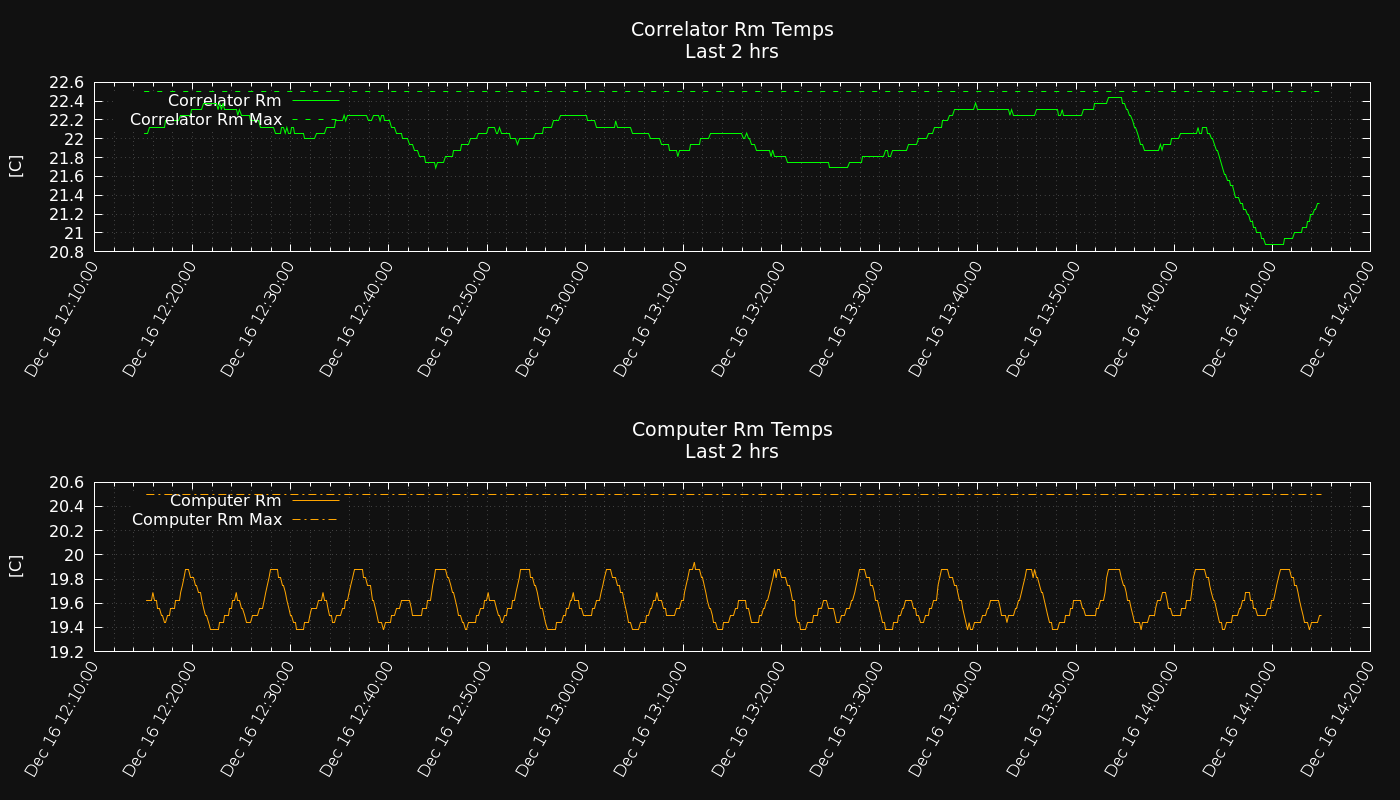 Correlator Rm Temps
Last 2 hrs
[C]
22.6
22.4
22.2
22
21.8
21.6
21.4
21.2
21
20.8
Correlator Rm
Correlator Rm Max
Dec 16 12:10:00
Dec 16 12:20:00
Dec 16 12:30:00
Dec 16 12:40:00
Dec 16 12:50:00
Dec 16 13:00:00
Dec 16 13:10:00
Dec 16 13:20:00
Dec 16 13:30:00
Dec 16 13:40:00
Dec 16 13:50:00
Dec 16 14:00:00
Dec 16 14:10:00
Dec 16 14:20:00
Computer Rm Temps
Last 2 hrs
[C]
20.6
20.4
20.2
20
19.8
19.6
19.4
19.2
Computer Rm
Computer Rm Max
Dec 16 12:10:00
Dec 16 12:20:00
Dec 16 12:30:00
Dec 16 12:40:00
Dec 16 12:50:00
Dec 16 13:00:00
Dec 16 13:10:00
Dec 16 13:20:00
Dec 16 13:30:00
Dec 16 13:40:00
Dec 16 13:50:00
Dec 16 14:00:00
Dec 16 14:10:00
Dec 16 14:20:00